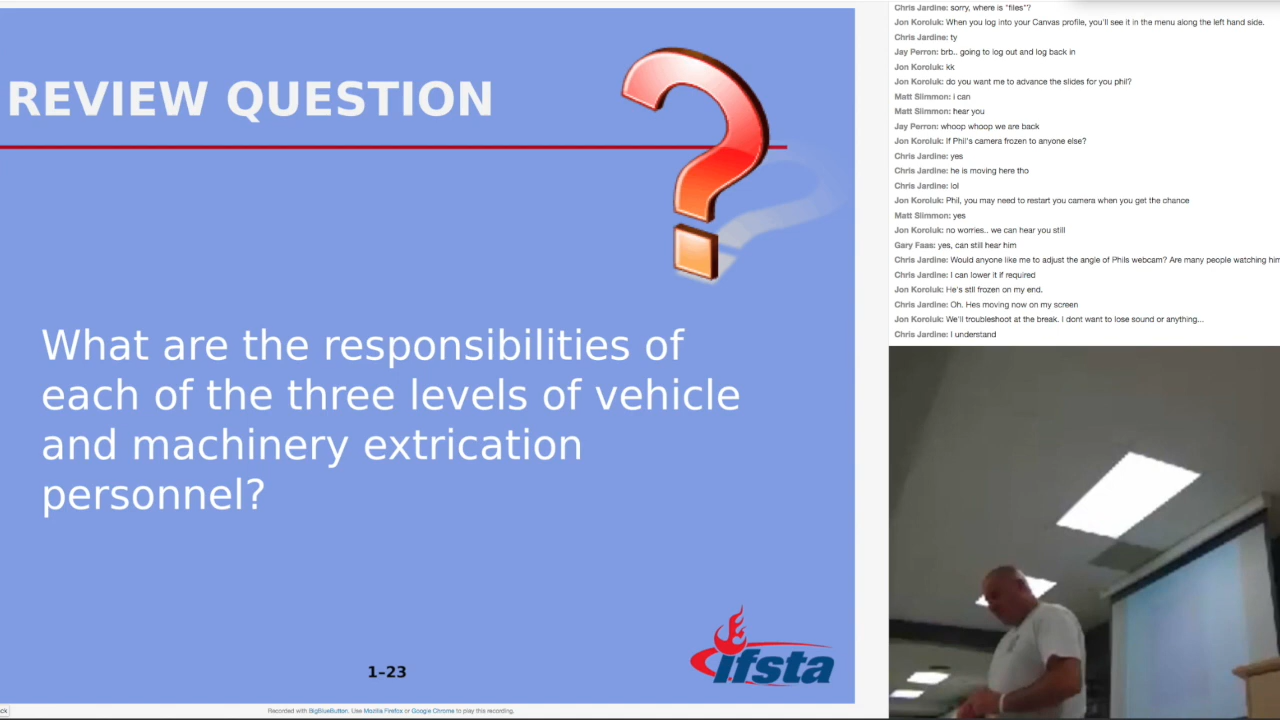 REVIEW QUESTION
What are the responsibilities of
each of the three levels of vehicle
and machinery extrication
personnel?
1–23
ifsta
Recorded with BigBlueButton. Use Mozilla Firefox or Google Chrome to play this recording.
Chris Jardine: sorry, where is "files"?
Jon Koroluk: When you log into your Canvas profile, you'll see it in the menu along the left hand side.
Chris Jardine: ty
Jay Perron: brb.. going to log out and log back in
Jon Koroluk: kk
Jon Koroluk: do you want me to advance the slides for you phil?
Matt Slimmon: i can
Matt Slimmon: hear you
Jay Perron: whoop whoop we are back
Jon Koroluk: If Phil's camera frozen to anyone else?
Chris Jardine: yes
Chris Jardine: he is moving here tho
Chris Jardine: lol
Jon Koroluk: Phil, you may need to restart you camera when you get the chance
Matt Slimmon: yes
Jon Koroluk: no worries.. we can hear you still
Gary Faas: yes, can still hear him
Chris Jardine: Would anyone like me to adjust the angle of Phils webcam? Are many people watching him
Chris Jardine: I can lower it if required
Jon Koroluk: He's stll frozen on my end.
Chris Jardine: Oh. Hes moving now on my screen
Jon Koroluk: We'll troubleshoot at the break. I dont want to lose sound or anything...
Chris Jardine: I understand